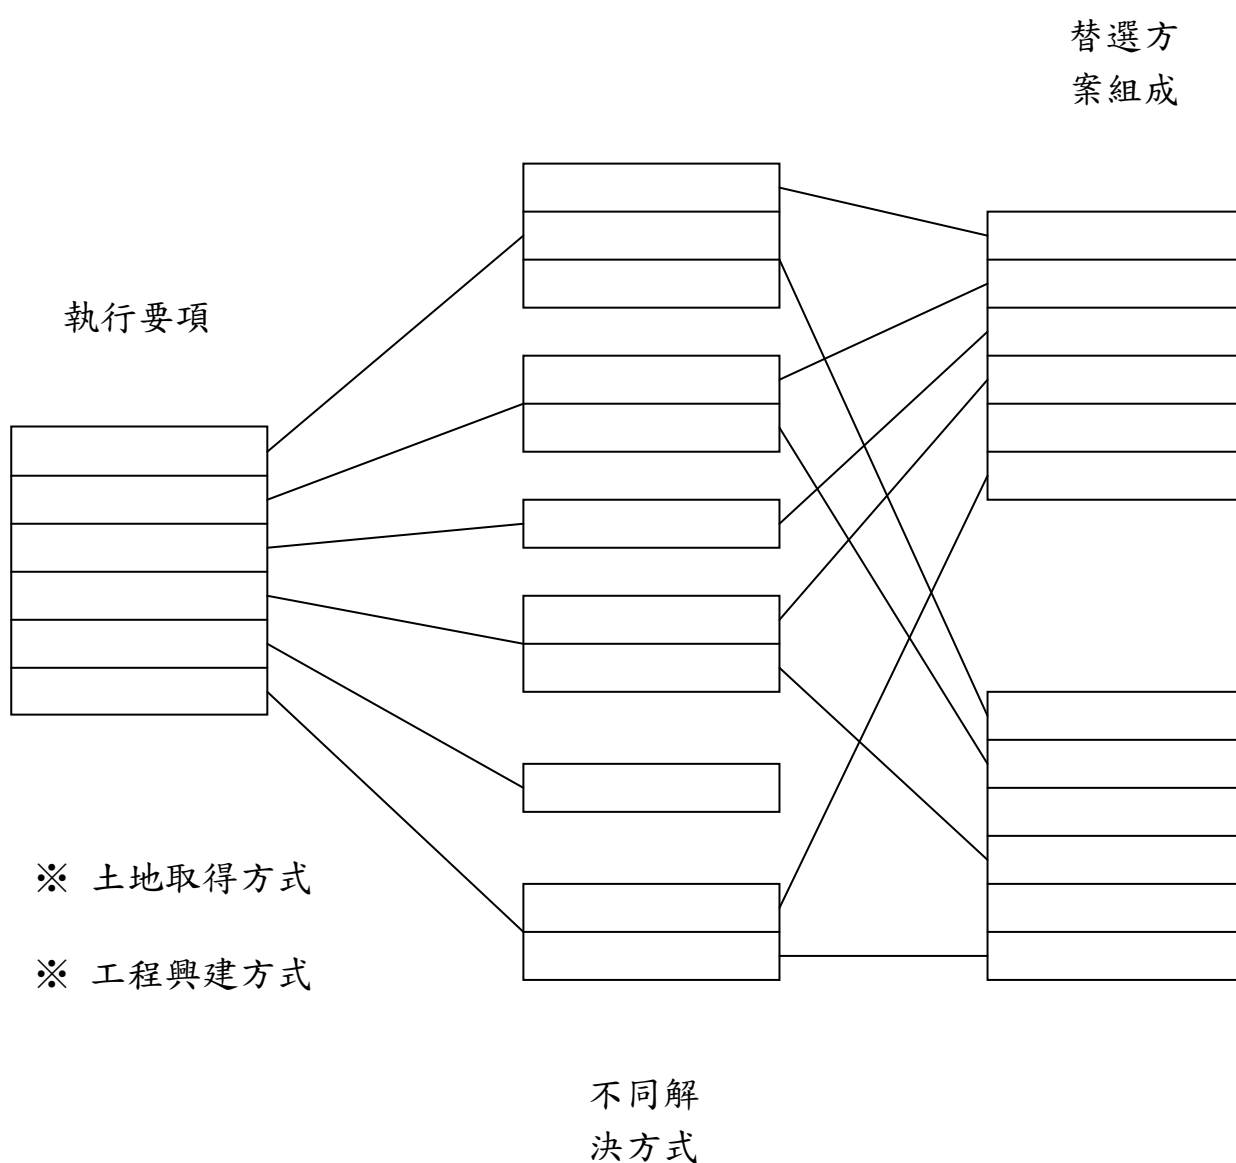 替選方
案組成
執行要項
※ 土地取得方式
※ 工程興建方式
不同解
決方式